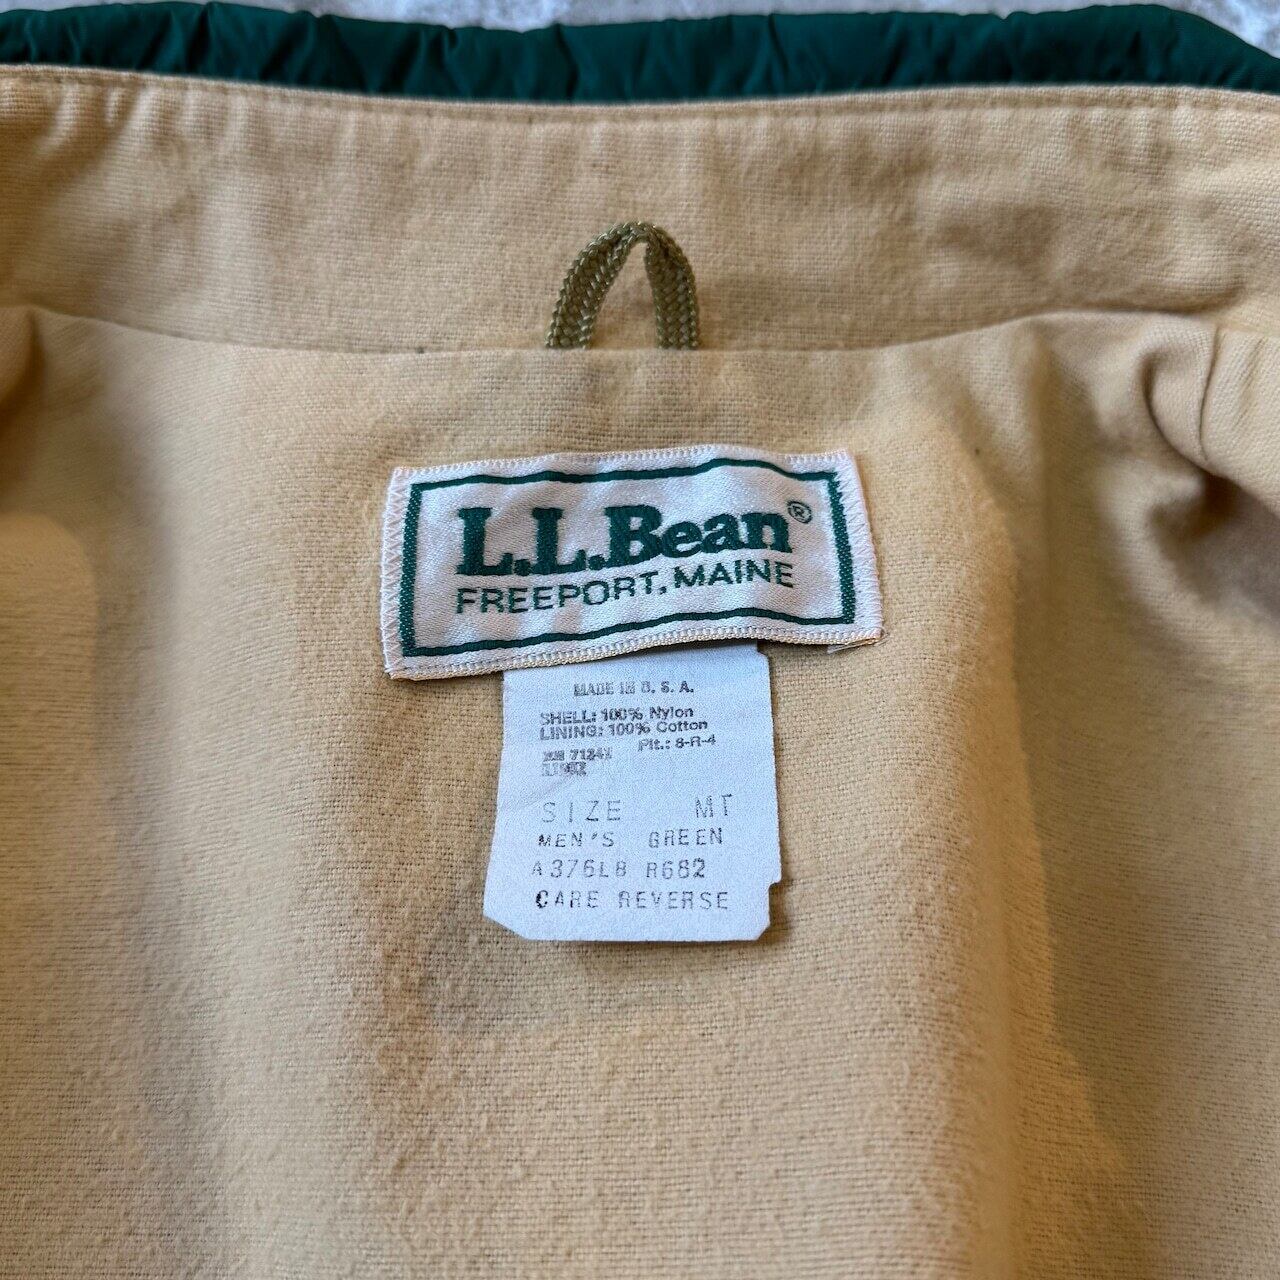 L.L.Bean®
FREEPORT, MAINE
MADE IN U. S. A.
SHELL: 100% Nylon
LINING: 100% Cotton
Plt.: 8-R-4
SIZE MT
MEN'S GREEN
A376LB R682
CARE REVERSE